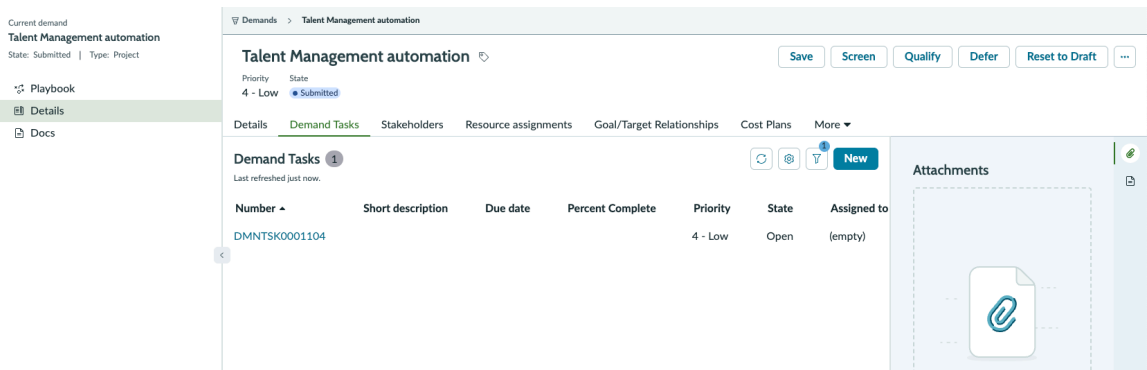 Current demand
Talent Management automation
State: Submitted | Type: Project
Playbook
Details
Docs
Demands > Talent Management automation
Talent Management automation
Save Screen Qualify Defer Reset to Draft ...
Priority State
4 - Low Submitted
Details Demand Tasks Stakeholders Resource assignments Goal/Target Relationships Cost Plans More
Demand Tasks 1
1
New
Last refreshed just now.
Number Short description Due date Percent Complete Priority State Assigned to
DMNTSK0001104 4 - Low Open (empty)
Attachments